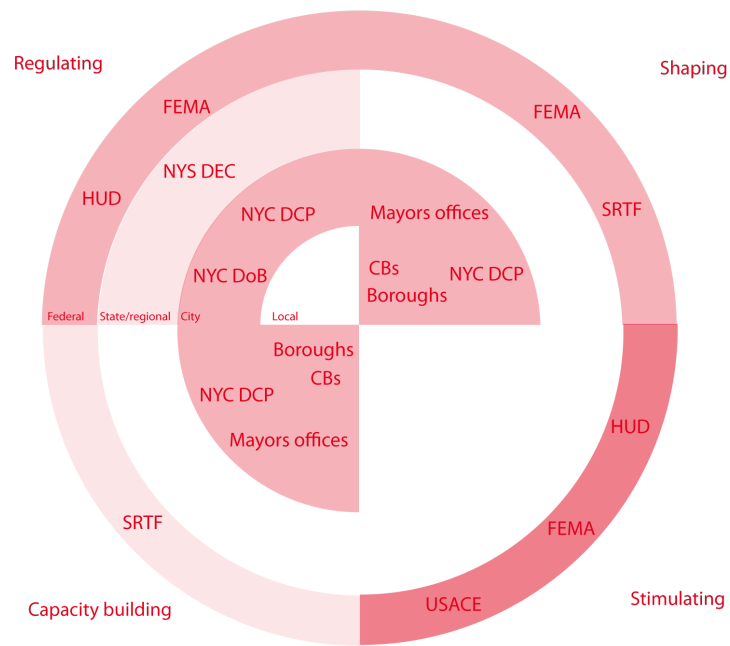 Regulating
Shaping
FEMA
FEMA
NYS DEC
HUD
SRTF
NYC DCP
Mayors offices
NYC DoB
CBs
NYC DCP
Boroughs
Federal
State/regional
City
Local
Boroughs
CBs
NYC DCP
HUD
Mayors offices
SRTF
FEMA
USACE
Capacity building
Stimulating